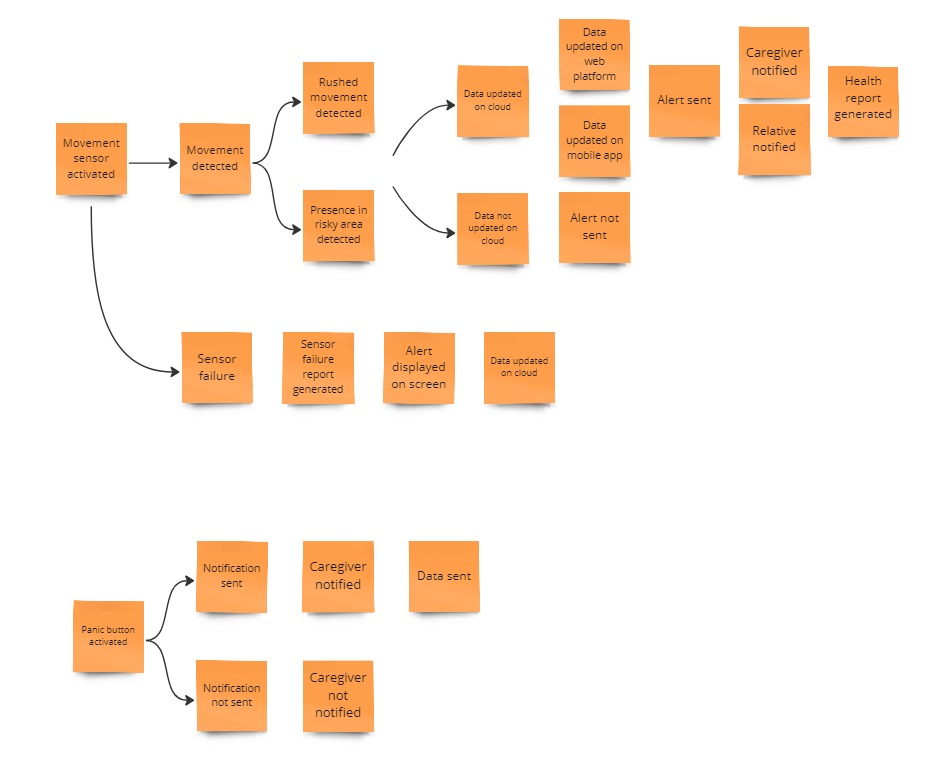 Movement
sensor
activated
Movement
detected
Rushed
movement
detected
Presence in
risky area
detected
Data updated
on cloud
Data not
updated on
cloud
Data
updated on
web
platform
Data
updated on
mobile app
Alert not
sent
Alert sent
Caregiver
notified
Relative
notified
Health
report
generated
Sensor
failure
Sensor
failure
report
generated
Alert
displayed
on screen
Data updated
on cloud
Panic button
activated
Notification
sent
Caregiver
notified
Data sent
Notification
not sent
Caregiver
not
notified